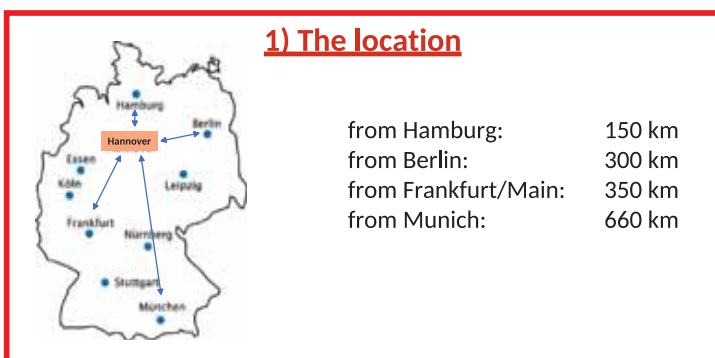 1) The location
Hamburg
Berlin
Hannover
Essen
Köln
Leipzig
Frankfurt
Nürnberg
Stuttgart
München
from Hamburg: 150 km
from Berlin: 300 km
from Frankfurt/Main: 350 km
from Munich: 660 km